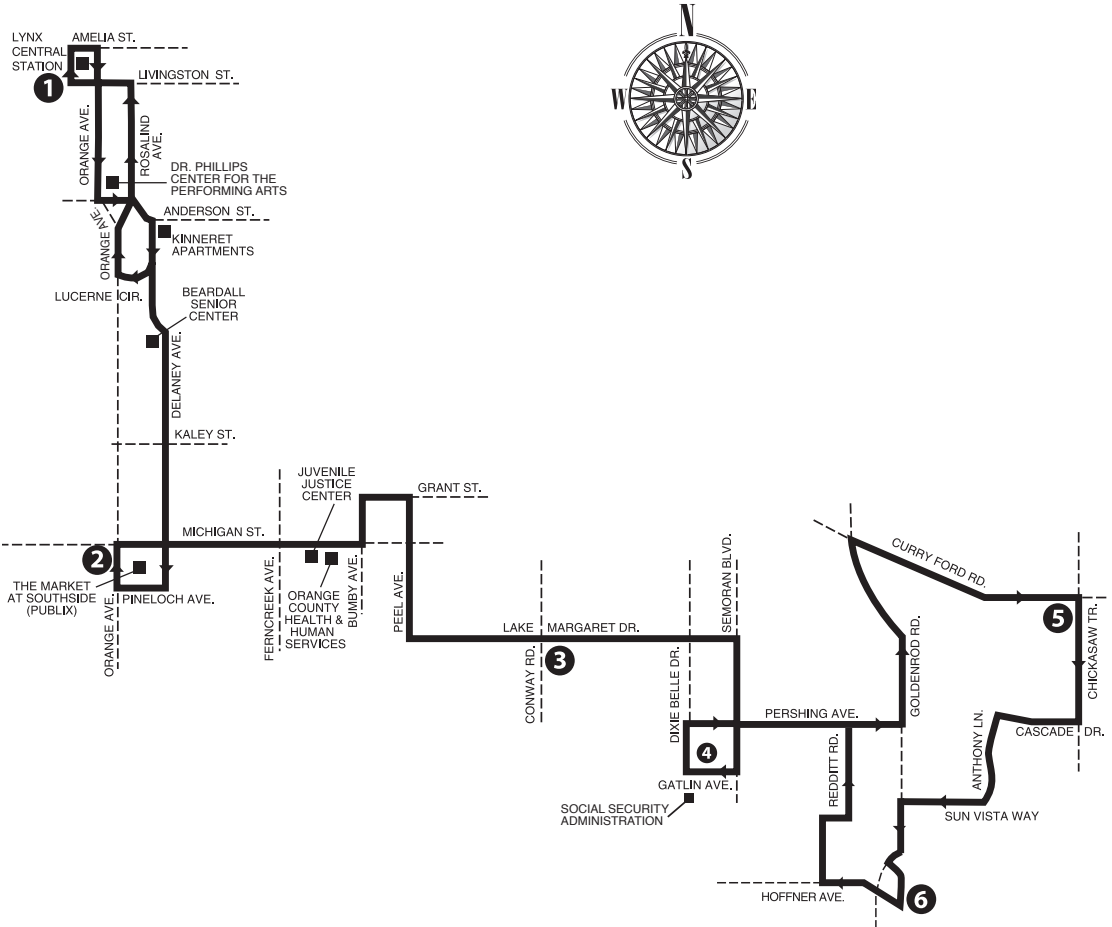 N
W
E
S
LYNX
CENTRAL
STATION
AMELIA ST.
1
LIVINGSTON ST.
ORANGE AVE.
ROSALIND
AVE.
DR. PHILLIPS
CENTER FOR THE
PERFORMING ARTS
ORANGE AVE.
ANDERSON ST.
KINNERET
APARTMENTS
LUCERNE CIR.
BEARDALL
SENIOR
CENTER
DELANEY AVE.
KALEY ST.
JUVENILE
JUSTICE
CENTER
GRANT ST.
MICHIGAN ST.
2
THE MARKET
AT SOUTHSIDE
(PUBLIX)
PINELOCH AVE.
ORANGE AVE.
FERNCREEK AVE.
ORANGE
COUNTY
HEALTH &
HUMAN
SERVICES
BUMBY AVE.
PEEL AVE.
LAKE MARGARET DR.
CONWAY RD.
3
SEMORAN BLVD.
DIXIE BELLE DR.
4
GATLIN AVE.
SOCIAL SECURITY
ADMINISTRATION
PERSHING AVE.
REDDITT RD.
GOLDENROD RD.
CURRY FORD RD.
5
CHICKASAW TR.
CASCADE DR.
ANTHONY LN.
SUN VISTA WAY
HOFFNER AVE.
6